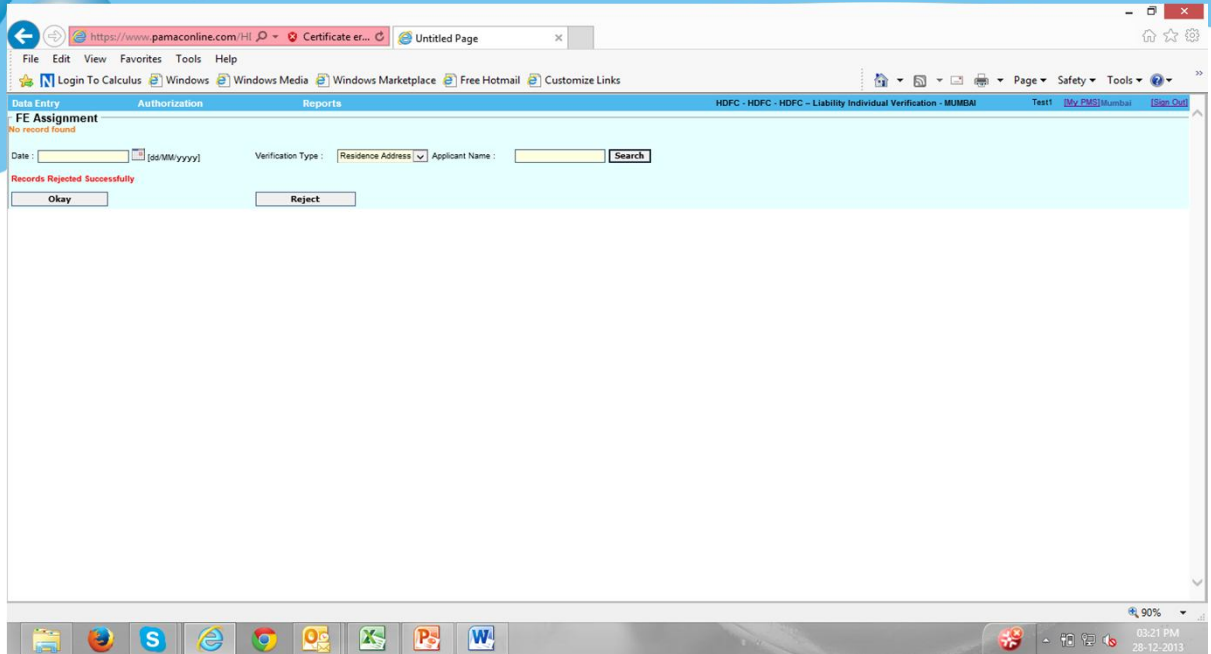 https://www.pamaconline.com/HI
Certificate er...
Untitled Page
File Edit View Favorites Tools Help
Login To Calculus Windows Windows Media Windows Marketplace Free Hotmail Customize Links
Page Safety Tools
Data Entry Authorization Reports HDFC - HDFC - HDFC – Liability Individual Verification - MUMBAI Test1 [My PMS] Mumbai [Sign Out]
FE Assignment
No record found
Date : [dd/MM/yyyy] Verification Type : Residence Address Applicant Name : Search
Records Rejected Successfully
Okay Reject
90%
03:21 PM
28-12-2013